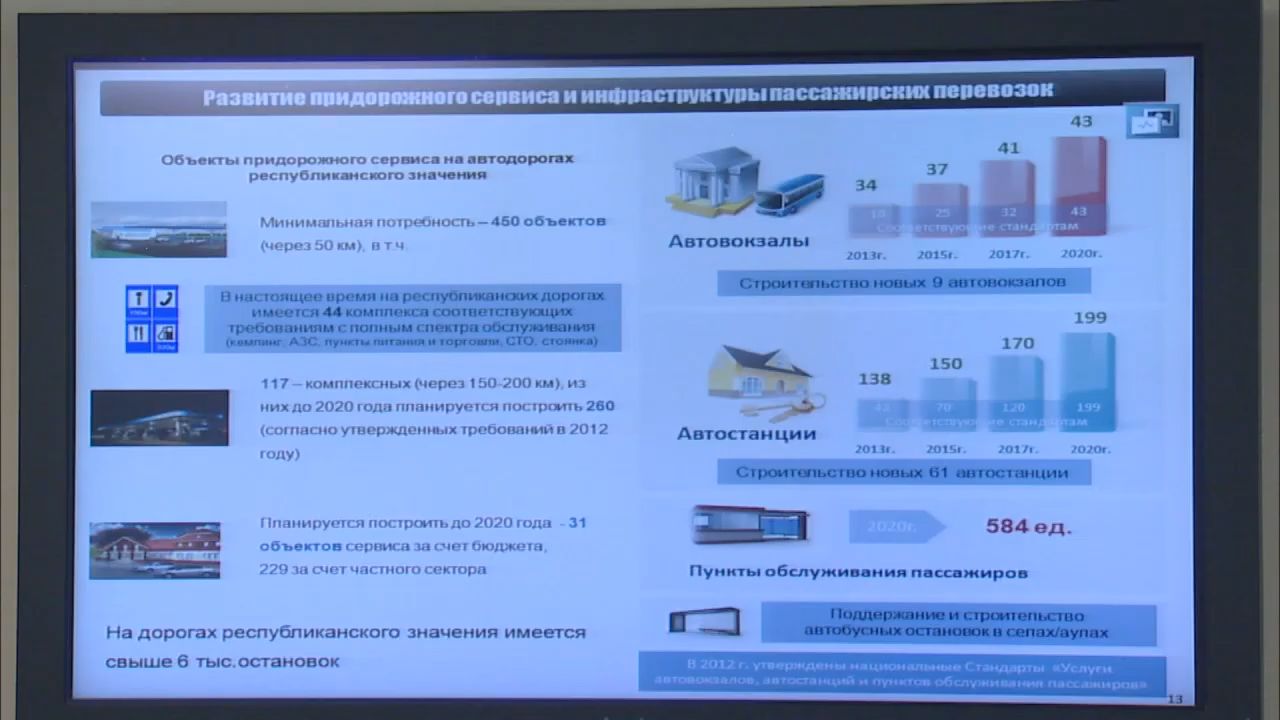 Развитие придорожного сервиса и инфраструктуры пассажирских перевозок
Объекты придорожного сервиса на автодорогах
республиканского значения
Минимальная потребность – 450 объектов
(через 50 км), в т.ч.
В настоящее время на республиканских дорогах
имеется 44 комплекса соответствующих
требованиям с полным спектра обслуживания
(кемпинг, АЗС, пункты питания и торговли, СТО, стоянка)
117 – комплексных (через 150-200 км), из
них до 2020 года планируется построить 260
(согласно утвержденных требований в 2012
году)
Планируется построить до 2020 года - 31
объектов сервиса за счет бюджета,
229 за счет частного сектора
На дорогах республиканского значения имеется
свыше 6 тыс.остановок
34 37 41 43
25 32 43
Соответствующие стандартам
2013г. 2015г. 2017г. 2020г.
Автовокзалы
Строительство новых 9 автовокзалов
138 150 170 199
70 120 199
Соответствующие стандартам
2013г. 2015г. 2017г. 2020г.
Автостанции
Строительство новых 61 автостанции
2020г. 584 ед.
Пункты обслуживания пассажиров
Поддержание и строительство
автобусных остановок в селах/аулах
В 2012 г. утверждены национальные Стандарты «Услуги
автовокзалов, автостанций и пунктов обслуживания пассажиров»
13